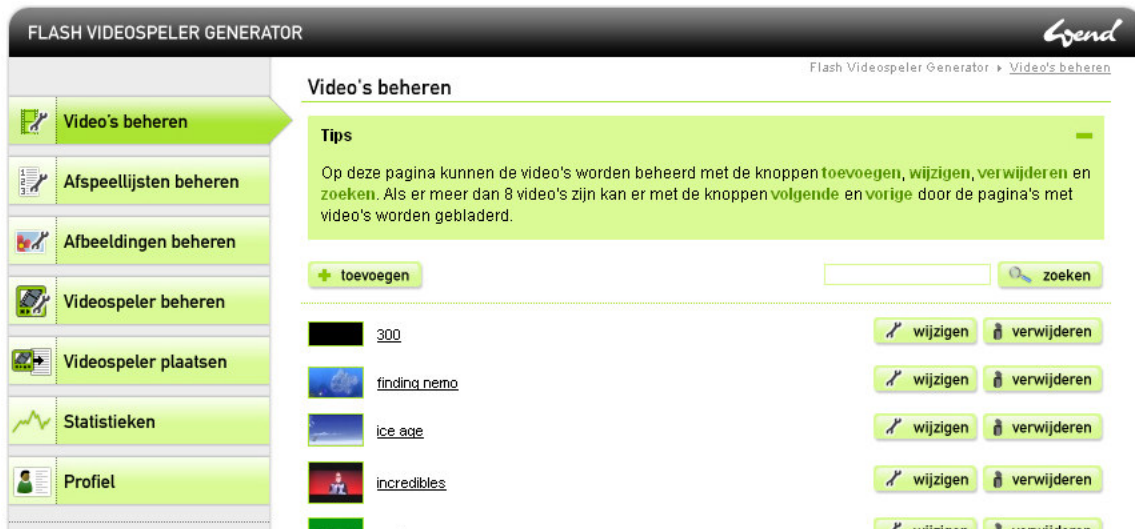 FLASH VIDEOSPELER GENERATOR
Flash Videospeler Generator ▸ Video's beheren
Video's beheren
Video's beheren
Afspeellijsten beheren
Afbeeldingen beheren
Videospeler beheren
Videospeler plaatsen
Statistieken
Profiel
Tips
Op deze pagina kunnen de video's worden beheerd met de knoppen toevoegen, wijzigen, verwijderen en
zoeken. Als er meer dan 8 video's zijn kan er met de knoppen volgende en vorige door de pagina's met
video's worden gebladerd.
toevoegen
zoeken
300 wijzigen verwijderen
finding nemo wijzigen verwijderen
ice age wijzigen verwijderen
incredibles wijzigen verwijderen